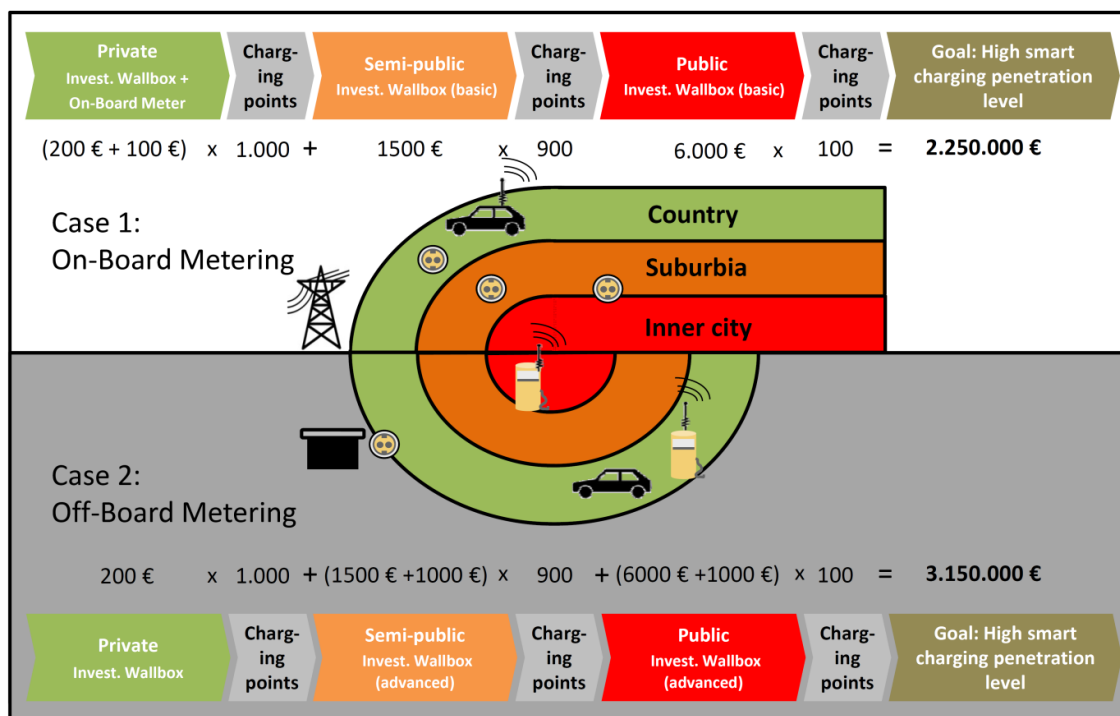 Private
Invest. Wallbox +
On-Board Meter
Charg-
ing
points
Semi-public
Invest. Wallbox (basic)
Charg-
ing
points
Public
Invest. Wallbox (basic)
Charg-
ing
points
Goal: High smart
charging penetration
level
(200 € + 100 €) x 1.000 + 1500 € x 900 6.000 € x 100 = 2.250.000 €
Case 1:
On-Board Metering
Country
Suburbia
Inner city
Case 2:
Off-Board Metering
200 € x 1.000 + (1500 € +1000 €) x 900 + (6000 € +1000 €) x 100 = 3.150.000 €
Private
Invest. Wallbox
Charg-
ing
points
Semi-public
Invest. Wallbox
(advanced)
Charg-
ing
points
Public
Invest. Wallbox
(advanced)
Charg-
ing
points
Goal: High smart
charging penetration
level